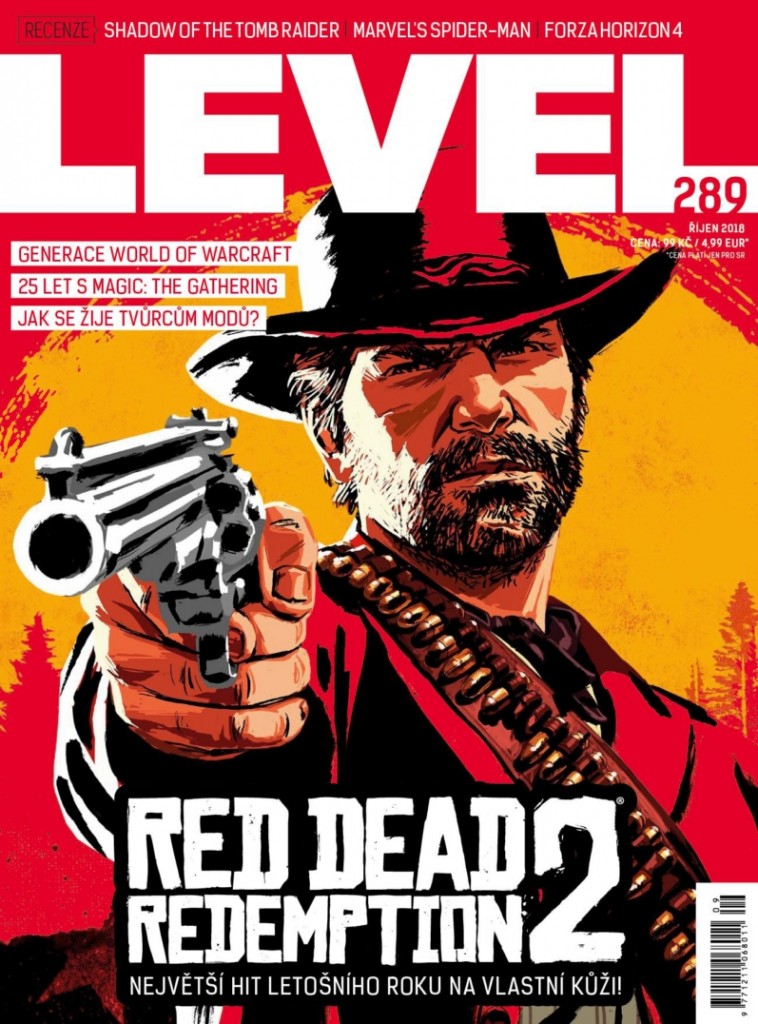 RECENZE SHADOW OF THE TOMB RAIDER | MARVEL'S SPIDER-MAN | FORZA HORIZON 4
LEVEL
289
ŘÍJEN 2018
CENA: 99 KČ / 4,99 EUR*
*CENA PLATÍ JEN PRO SR
GENERACE WORLD OF WARCRAFT
25 LET S MAGIC: THE GATHERING
JAK SE ŽIJE TVŮRCŮM MODŮ?
RED DEAD
REDEMPTION 2®
NEJVĚTŠÍ HIT LETOŠNÍHO ROKU NA VLASTNÍ KŮŽI!
09
9771211068011